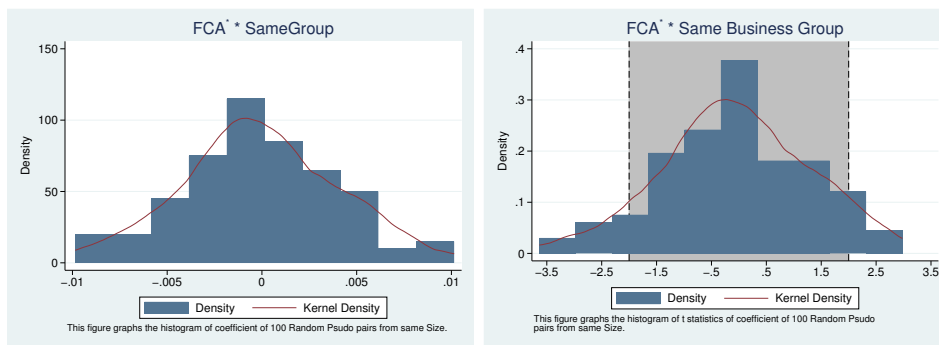 FCA* * SameGroup
150
100
50
0
Density
-.01 -.005 0 .005 .01
Density Kernel Density
This figure graphs the histogram of coefficient of 100 Random Psudo pairs from same Size.
FCA* * Same Business Group
.4
.3
.2
.1
0
Density
-3.5 -2.5 -1.5 -.5 .5 1.5 2.5 3.5
Density Kernel Density
This figure graphs the histogram of t statistics of coefficient of 100 Random Psudo
pairs from same Size.